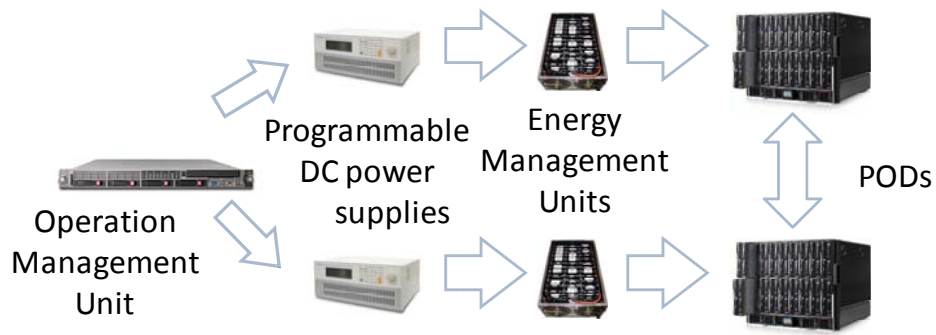 Programmable
DC power
supplies
Energy
Management
Units
PODs
Operation
Management
Unit